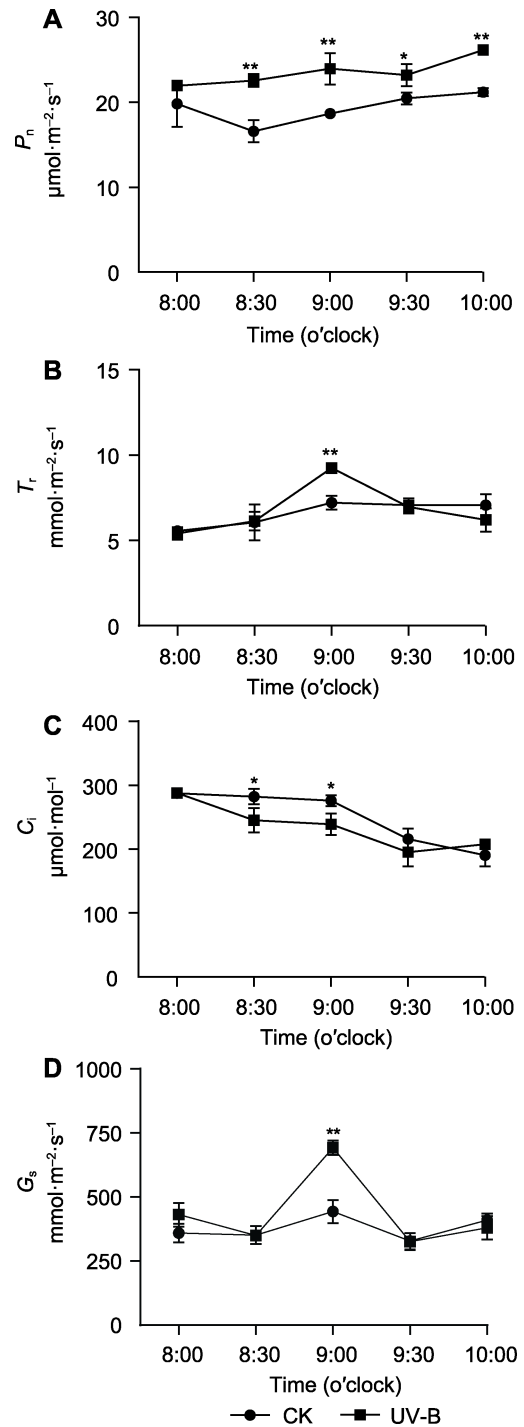 A
30
20
10
0
Pn
μmol·m−2·s−1
** ** * **
8:00 8:30 9:00 9:30 10:00
Time (o′clock)
B
15
10
5
0
Tr
mmol·m−2·s−1
**
8:00 8:30 9:00 9:30 10:00
Time (o′clock)
C
400
300
200
100
0
Ci
μmol·mol−1
* *
8:00 8:30 9:00 9:30 10:00
Time (o′clock)
D
1000
750
500
250
0
Gs
mmol·m−2·s−1
**
8:00 8:30 9:00 9:30 10:00
Time (o′clock)
CK UV-B